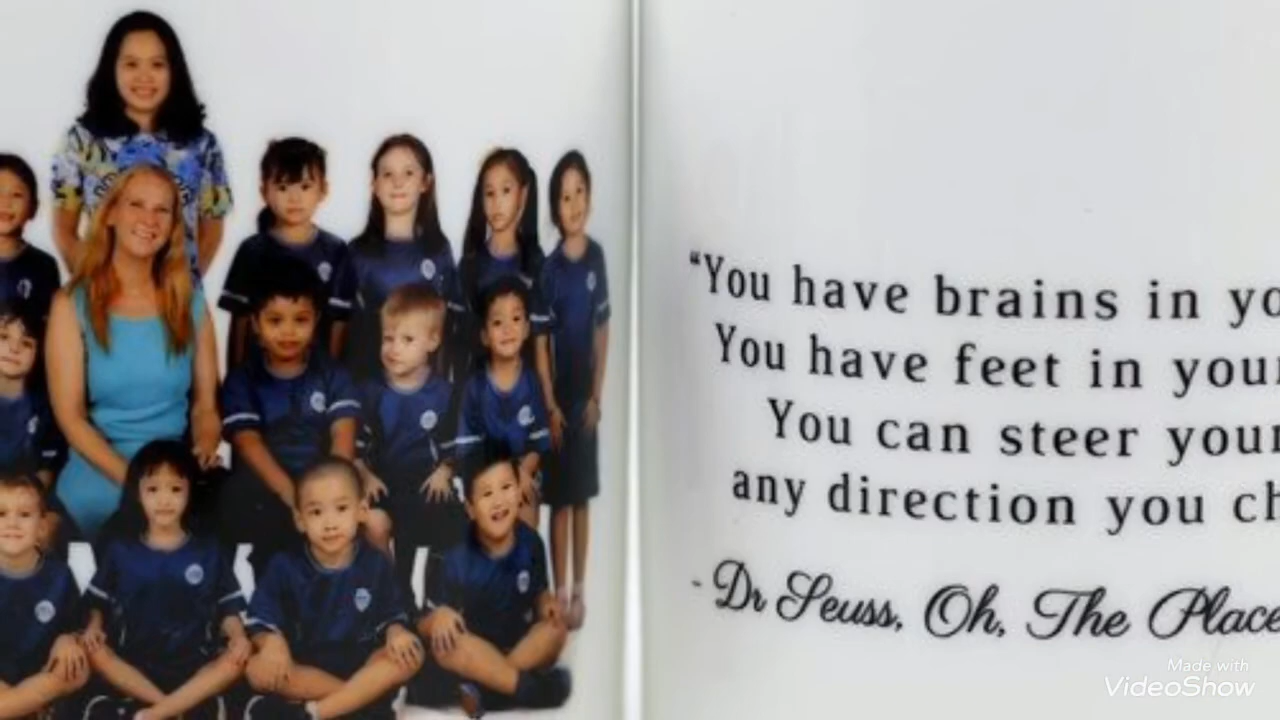 “You have brains in yo
You have feet in your
You can steer your
any direction you ch
- Dr Seuss, Oh, The Place
Made with
VideoShow